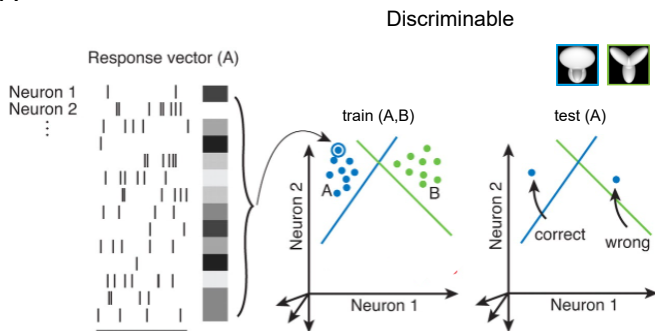 Discriminable
Response vector (A)
Neuron 1
Neuron 2
⋮
train (A,B)
A
B
Neuron 2
Neuron 1
test (A)
correct
wrong
Neuron 2
Neuron 1